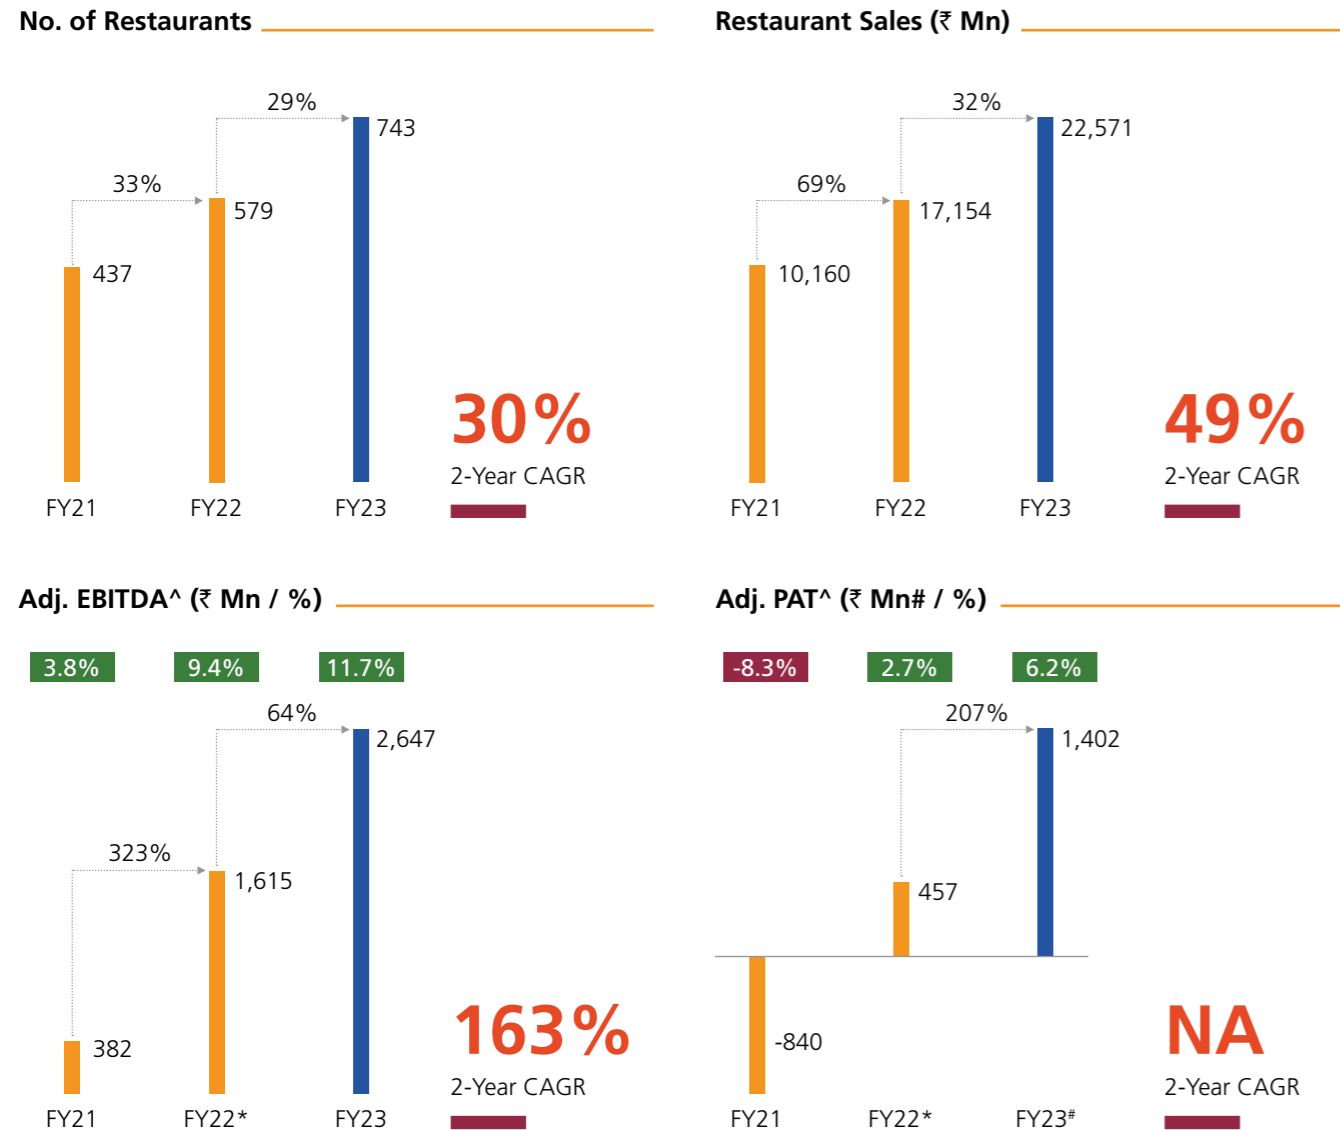 No. of Restaurants
29%
743
33%
579
437
30%
2-Year CAGR
FY21 FY22 FY23
Restaurant Sales (₹ Mn)
32%
22,571
69%
17,154
10,160
49%
2-Year CAGR
FY21 FY22 FY23
Adj. EBITDA^ (₹ Mn / %)
3.8% 9.4% 11.7%
64%
2,647
323%
1,615
382
163%
2-Year CAGR
FY21 FY22* FY23
Adj. PAT^ (₹ Mn# / %)
-8.3% 2.7% 6.2%
207%
1,402
457
-840
NA
2-Year CAGR
FY21 FY22* FY23#